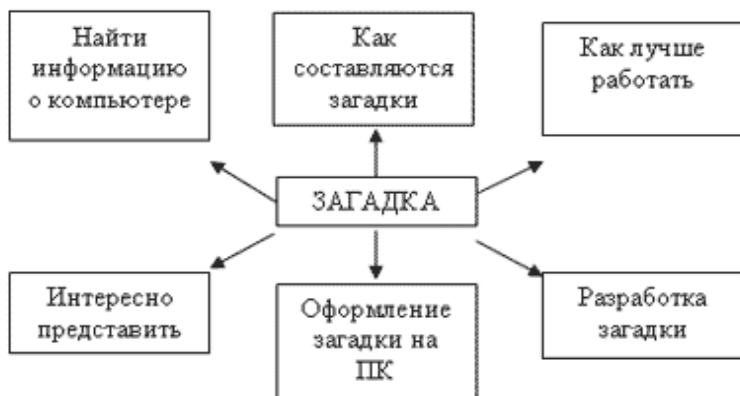 Найти
информацию
о компьютере
Как
составляются
загадки
Как лучше
работать
ЗАГАДКА
Интересно
представить
Оформление
загадки на
ПК
Разработка
загадки